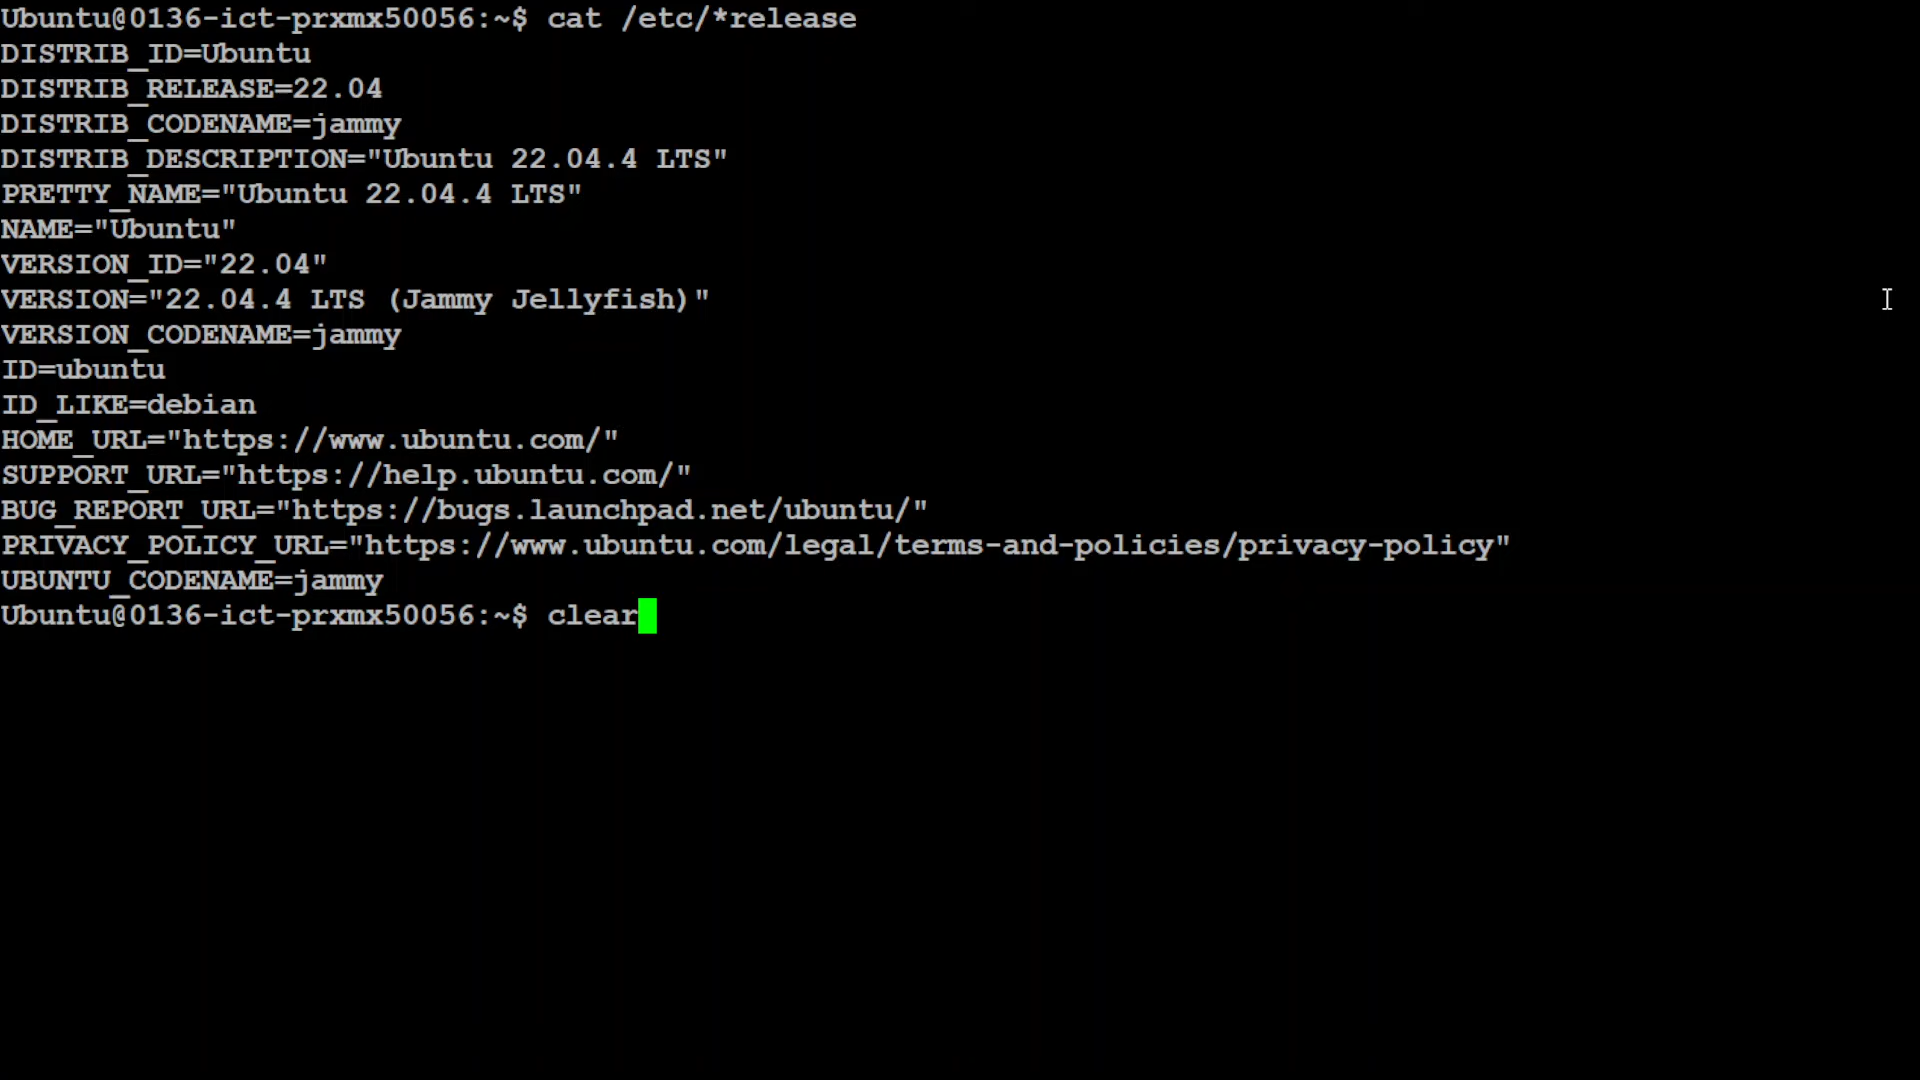 Ubuntu@0136-ict-prxmx50056:~$ cat /etc/*release
DISTRIB_ID=Ubuntu
DISTRIB_RELEASE=22.04
DISTRIB_CODENAME=jammy
DISTRIB_DESCRIPTION="Ubuntu 22.04.4 LTS"
PRETTY_NAME="Ubuntu 22.04.4 LTS"
NAME="Ubuntu"
VERSION_ID="22.04"
VERSION="22.04.4 LTS (Jammy Jellyfish)"
VERSION_CODENAME=jammy
ID=ubuntu
ID_LIKE=debian
HOME_URL="https://www.ubuntu.com/"
SUPPORT_URL="https://help.ubuntu.com/"
BUG_REPORT_URL="https://bugs.launchpad.net/ubuntu/"
PRIVACY_POLICY_URL="https://www.ubuntu.com/legal/terms-and-policies/privacy-policy"
UBUNTU_CODENAME=jammy
Ubuntu@0136-ict-prxmx50056:~$ clear